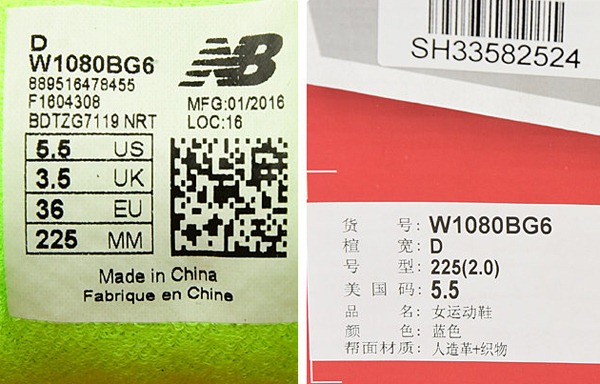 D
W1080BG6
889516478455
F1604308
BDTZG7119 NRT
NB
MFG:01/2016
LOC:16
5.5 US
3.5 UK
36 EU
225 MM
Made in China
Fabrique en Chine
SH33582524
货 号: W1080BG6
楦 宽: D
号 型: 225(2.0)
美 国 码: 5.5
品 名: 女运动鞋
颜 色: 蓝色
帮面材质: 人造革+织物